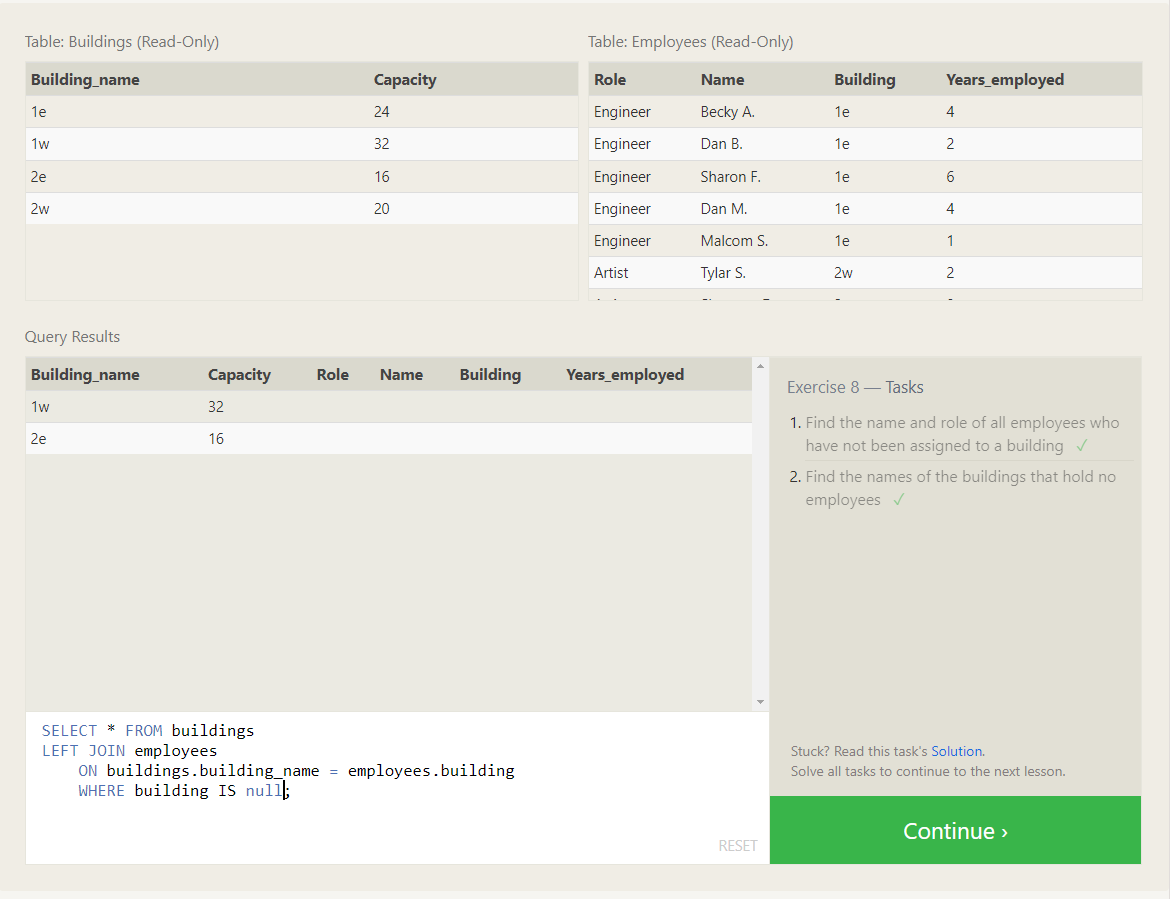 Table: Buildings (Read-Only)
Building_name Capacity
1e 24
1w 32
2e 16
2w 20
Table: Employees (Read-Only)
Role Name Building Years_employed
Engineer Becky A. 1e 4
Engineer Dan B. 1e 2
Engineer Sharon F. 1e 6
Engineer Dan M. 1e 4
Engineer Malcom S. 1e 1
Artist Tylar S. 2w 2
Query Results
Building_name Capacity Role Name Building Years_employed
1w 32
2e 16
SELECT * FROM buildings
LEFT JOIN employees
ON buildings.building_name = employees.building
WHERE building IS null;
RESET
Exercise 8 — Tasks
1. Find the name and role of all employees who
have not been assigned to a building ✓
2. Find the names of the buildings that hold no
employees ✓
Stuck? Read this task's Solution.
Solve all tasks to continue to the next lesson.
Continue ›